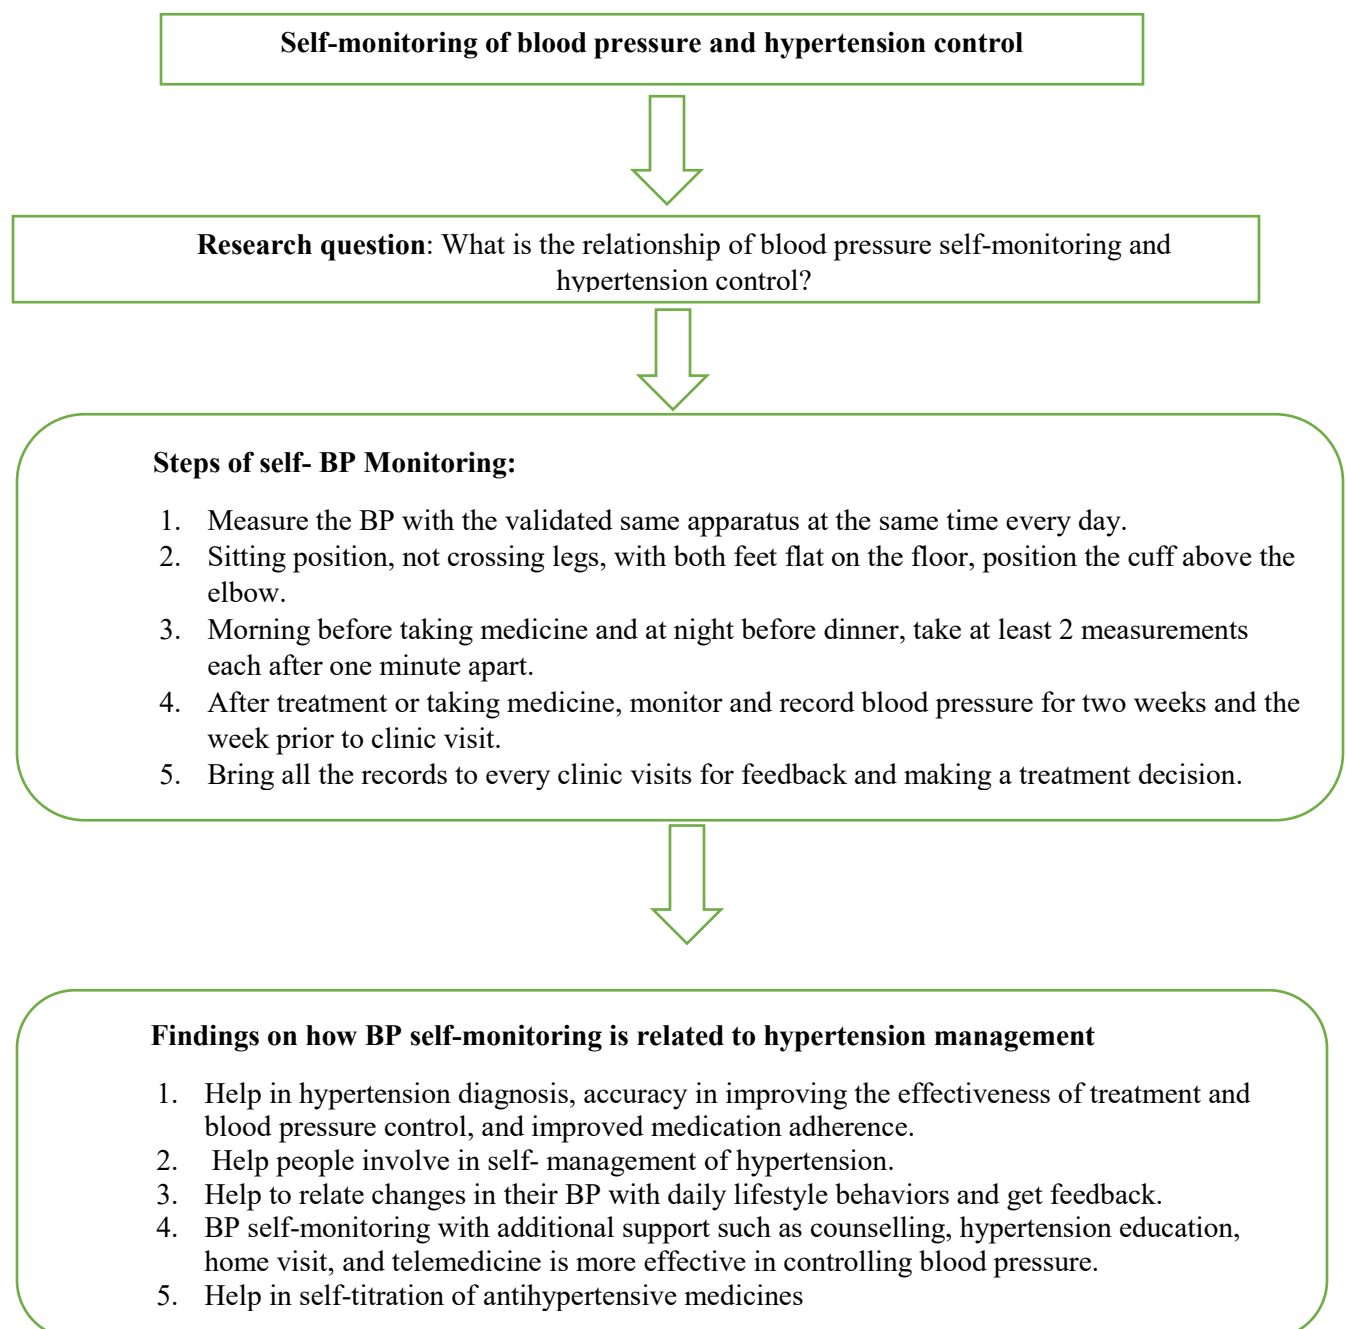 Self-monitoring of blood pressure and hypertension control
Research question: What is the relationship of blood pressure self-monitoring and
hypertension control?
Steps of self- BP Monitoring:
1. Measure the BP with the validated same apparatus at the same time every day.
2. Sitting position, not crossing legs, with both feet flat on the floor, position the cuff above the
elbow.
3. Morning before taking medicine and at night before dinner, take at least 2 measurements
each after one minute apart.
4. After treatment or taking medicine, monitor and record blood pressure for two weeks and the
week prior to clinic visit.
5. Bring all the records to every clinic visits for feedback and making a treatment decision.
Findings on how BP self-monitoring is related to hypertension management
1. Help in hypertension diagnosis, accuracy in improving the effectiveness of treatment and
blood pressure control, and improved medication adherence.
2. Help people involve in self- management of hypertension.
3. Help to relate changes in their BP with daily lifestyle behaviors and get feedback.
4. BP self-monitoring with additional support such as counselling, hypertension education,
home visit, and telemedicine is more effective in controlling blood pressure.
5. Help in self-titration of antihypertensive medicines